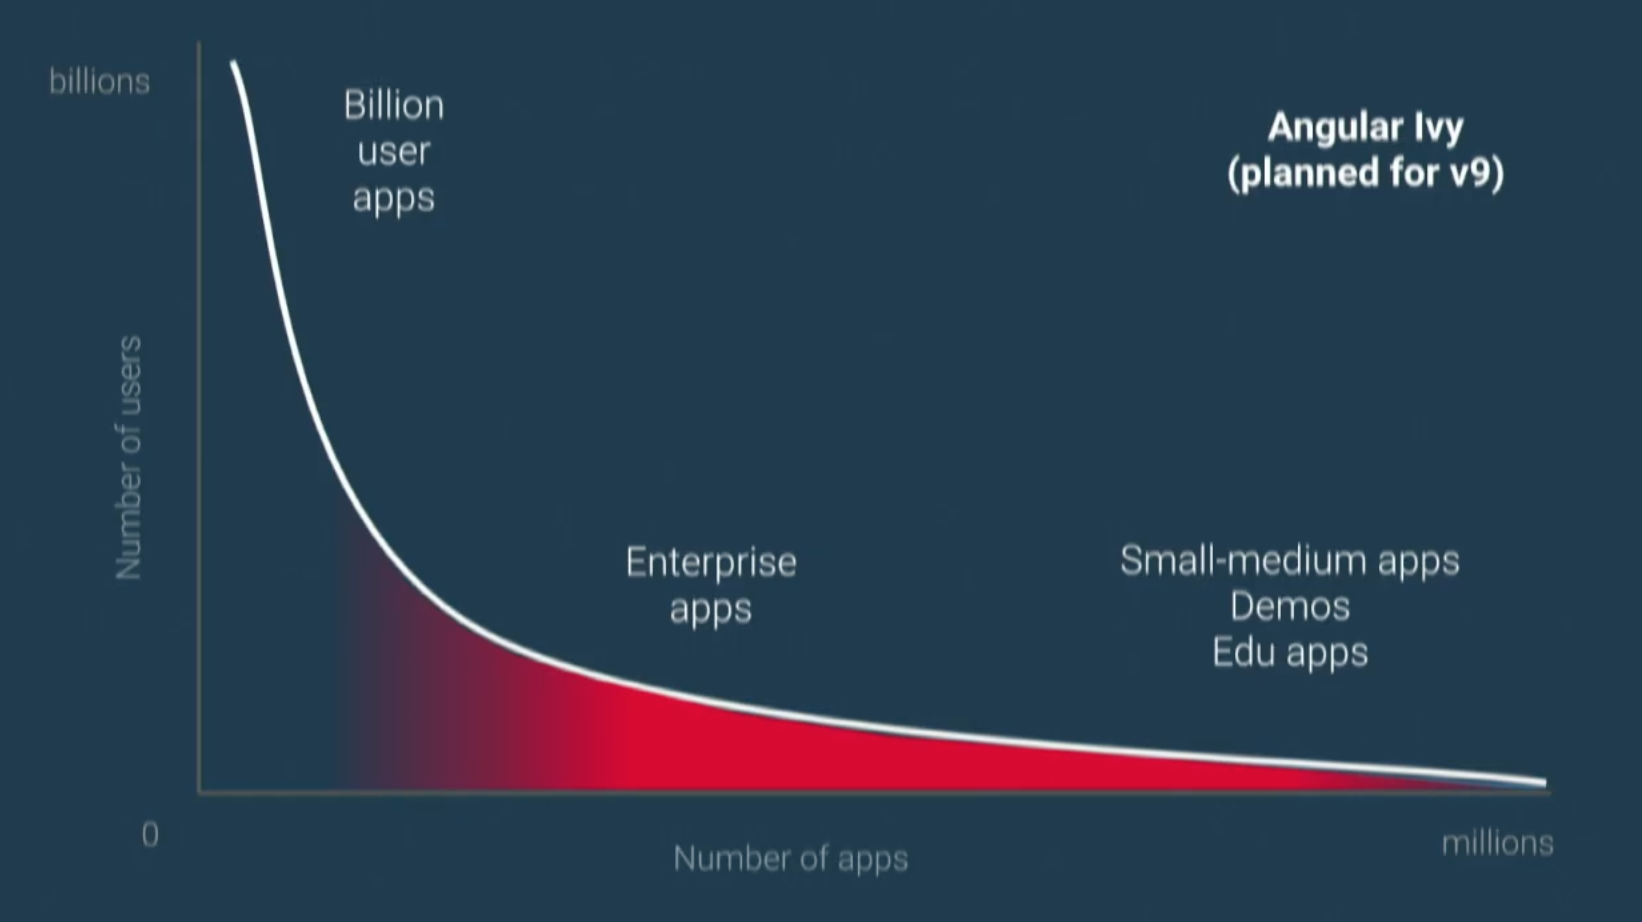 billions
Billion
user
apps
Angular Ivy
(planned for v9)
Number of users
Enterprise
apps
Small-medium apps
Demos
Edu apps
0
Number of apps
millions